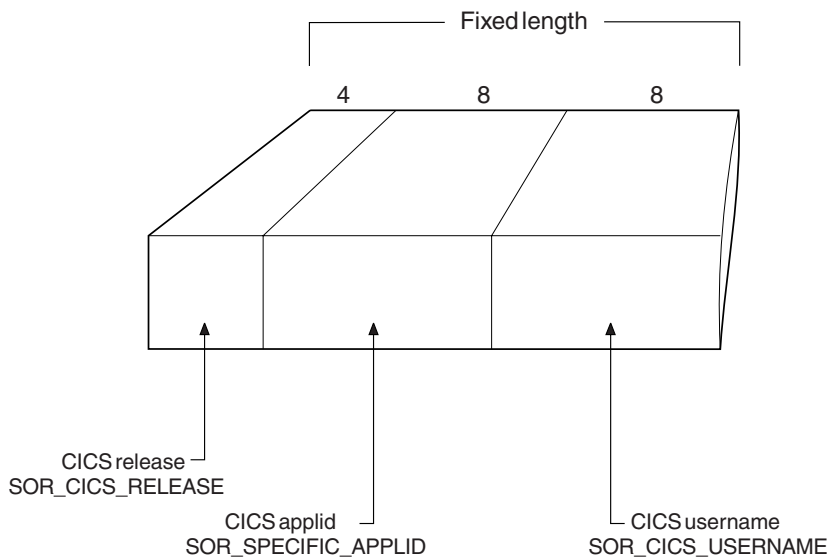 Fixed length
4 8 8
CICS release
SOR_CICS_RELEASE
CICS applid
SOR_SPECIFIC_APPLID
CICS username
SOR_CICS_USERNAME